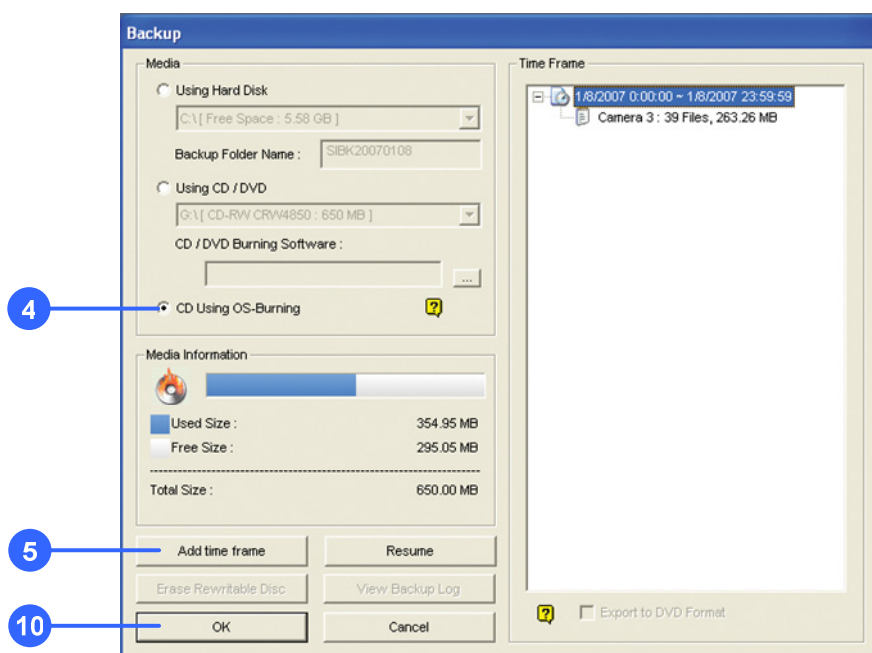 Backup
Media
Using Hard Disk
C:\ [ Free Space : 5.58 GB ]
Backup Folder Name :
SIBK20070108
Using CD / DVD
G:\ [ CD-RW CRW4850 : 650 MB ]
CD / DVD Burning Software :
...
4
CD Using OS-Burning
?
Media Information
Used Size :
354.95 MB
Free Size :
295.05 MB
Total Size :
650.00 MB
5
Add time frame
Resume
Erase Rewritable Disc
View Backup Log
10
OK
Cancel
Time Frame
1/8/2007 0:00:00 ~ 1/8/2007 23:59:59
Camera 3 : 39 Files, 263.26 MB
?
Export to DVD Format